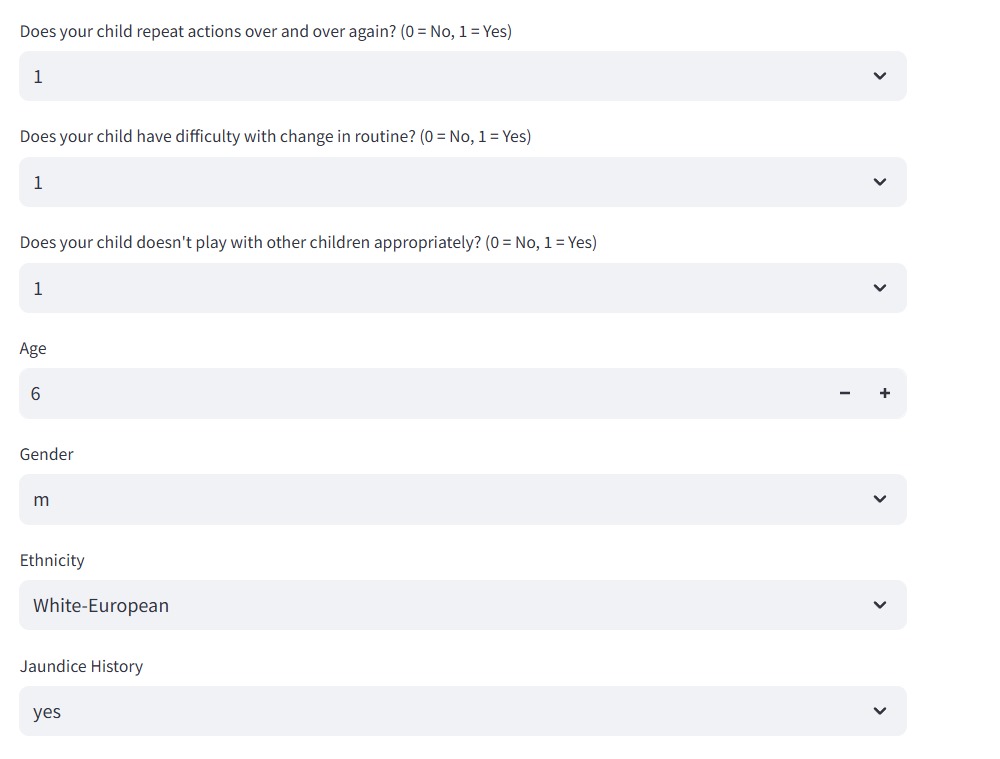 Does your child repeat actions over and over again? (0 = No, 1 = Yes)
1
Does your child have difficulty with change in routine? (0 = No, 1 = Yes)
1
Does your child doesn't play with other children appropriately? (0 = No, 1 = Yes)
1
Age
6
Gender
m
Ethnicity
White-European
Jaundice History
yes